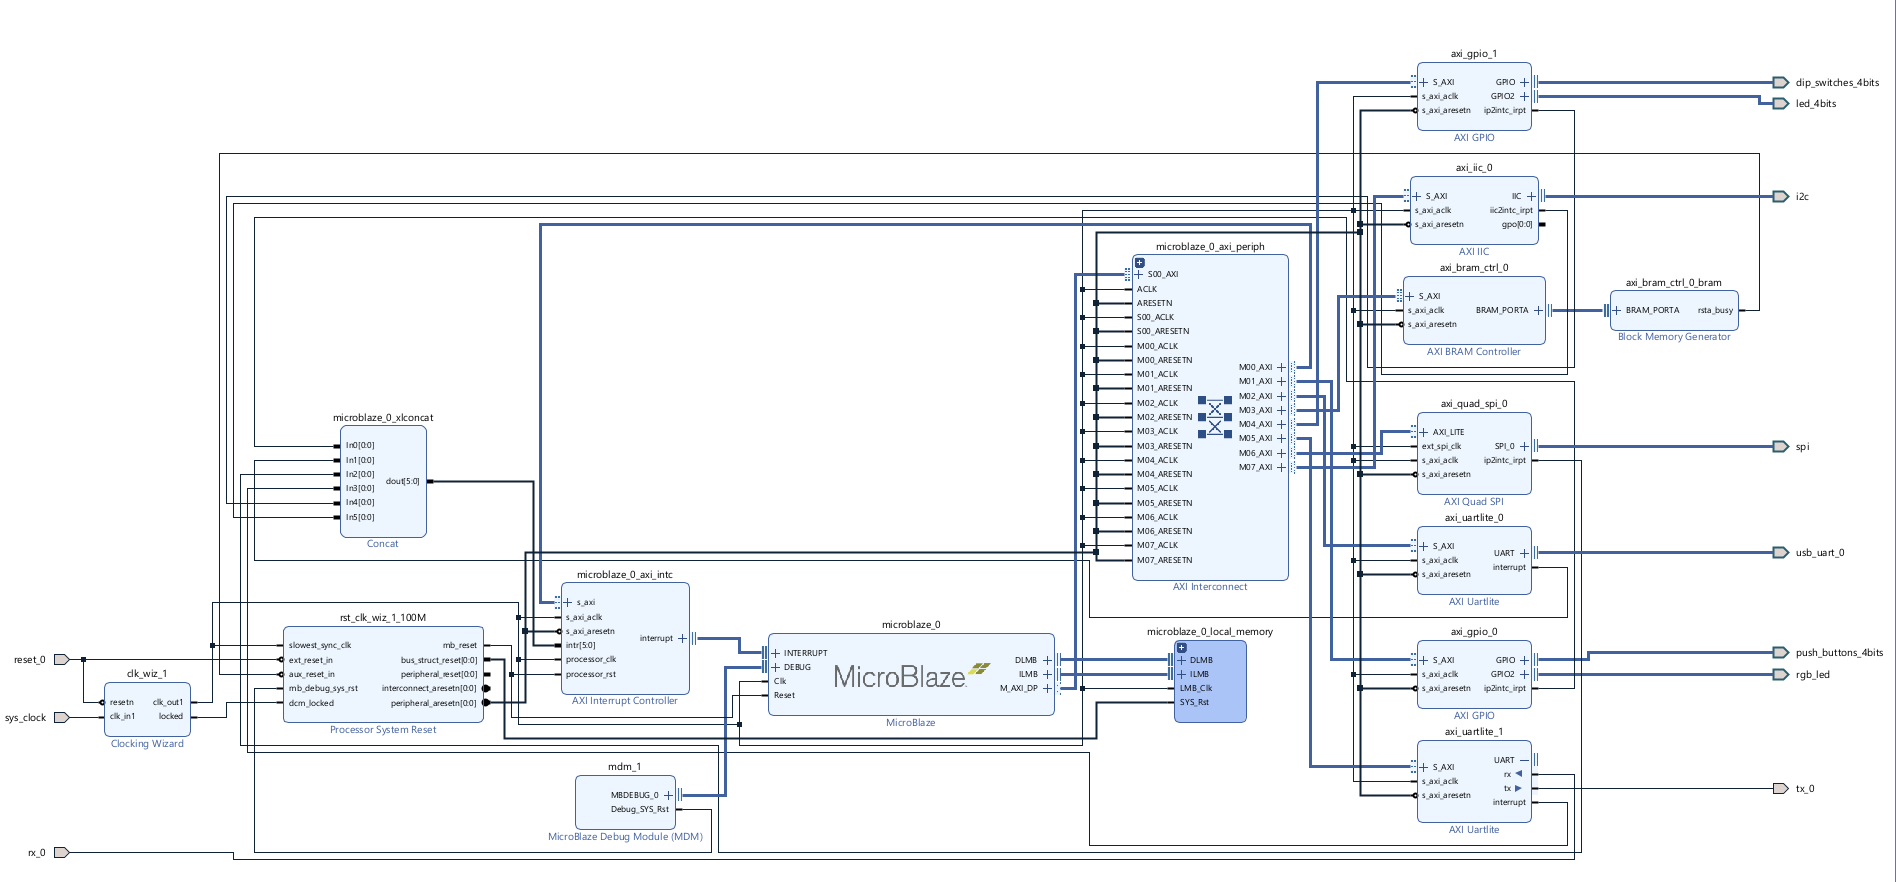 axi_gpio_1
S_AXI
s_axi_aclk
s_axi_aresetn
GPIO
GPIO2
ip2intc_irpt
AXI GPIO
dip_switches_4bits
led_4bits
axi_iic_0
S_AXI
s_axi_aclk
s_axi_aresetn
IIC
iic2intc_irpt
gpo[0:0]
AXI IIC
i2c
axi_bram_ctrl_0
S_AXI
s_axi_aclk
s_axi_aresetn
BRAM_PORTA
AXI BRAM Controller
axi_bram_ctrl_0_bram
BRAM_PORTA
rsta_busy
Block Memory Generator
microblaze_0_axi_periph
S00_AXI
ACLK
ARESETN
S00_ACLK
S00_ARESETN
M00_ACLK
M00_ARESETN
M01_ACLK
M01_ARESETN
M02_ACLK
M02_ARESETN
M03_ACLK
M03_ARESETN
M04_ACLK
M04_ARESETN
M05_ACLK
M05_ARESETN
M06_ACLK
M06_ARESETN
M07_ACLK
M07_ARESETN
M00_AXI
M01_AXI
M02_AXI
M03_AXI
M04_AXI
M05_AXI
M06_AXI
M07_AXI
AXI Interconnect
microblaze_0_xlconcat
In0[0:0]
In1[0:0]
In2[0:0]
In3[0:0]
In4[0:0]
In5[0:0]
dout[5:0]
Concat
axi_quad_spi_0
AXI_LITE
ext_spi_clk
s_axi_aclk
s_axi_aresetn
SPI_0
ip2intc_irpt
AXI Quad SPI
spi
axi_uartlite_0
S_AXI
s_axi_aclk
s_axi_aresetn
UART
interrupt
AXI Uartlite
usb_uart_0
microblaze_0_axi_intc
s_axi
s_axi_aclk
s_axi_aresetn
intr[5:0]
processor_clk
processor_rst
interrupt
AXI Interrupt Controller
rst_clk_wiz_1_100M
slowest_sync_clk
ext_reset_in
aux_reset_in
mb_debug_sys_rst
dcm_locked
mb_reset
bus_struct_reset[0:0]
peripheral_reset[0:0]
interconnect_aresetn[0:0]
peripheral_aresetn[0:0]
Processor System Reset
reset_0
sys_clock
clk_wiz_1
resetn
clk_in1
clk_out1
locked
Clocking Wizard
microblaze_0
INTERRUPT
DEBUG
Clk
Reset
MicroBlaze
DLMB
ILMB
M_AXI_DP
MicroBlaze
microblaze_0_local_memory
DLMB
ILMB
LMB_Clk
SYS_Rst
axi_gpio_0
S_AXI
s_axi_aclk
s_axi_aresetn
GPIO
GPIO2
ip2intc_irpt
AXI GPIO
push_buttons_4bits
rgb_led
mdm_1
MBDEBUG_0
Debug_SYS_Rst
MicroBlaze Debug Module (MDM)
axi_uartlite_1
S_AXI
s_axi_aclk
s_axi_aresetn
UART
rx
tx
interrupt
AXI Uartlite
tx_0
rx_0